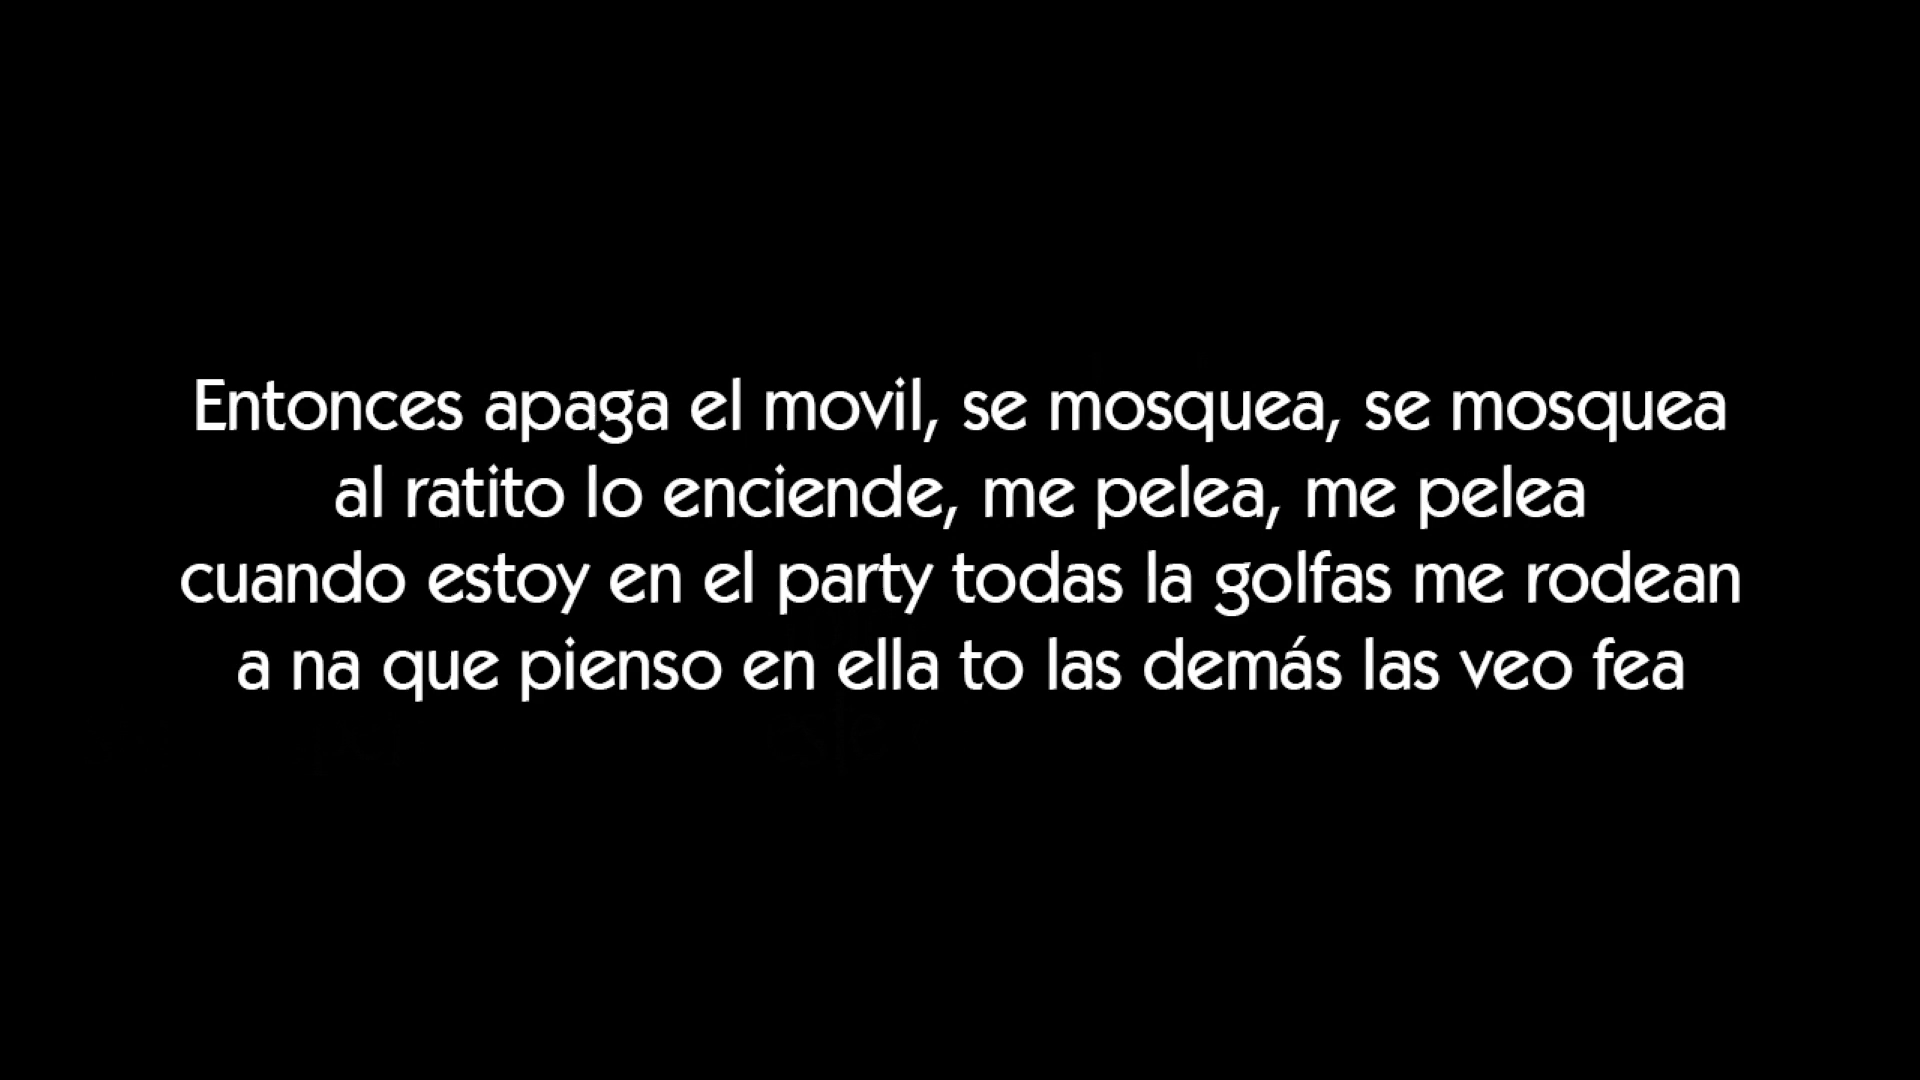 Entonces apaga el movil, se mosquea, se mosquea
al ratito lo enciende, me pelea, me pelea
cuando estoy en el party todas la golfas me rodean
a na que pienso en ella to las demás las veo fea